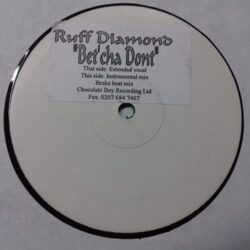 Ruff Diamond
"Bet'cha Dont"
That side: Extended vocal
This side: Instrumental mix
Brake beat mix
Chocolate Boy Recording Ltd
Fax. 0207 684 7467